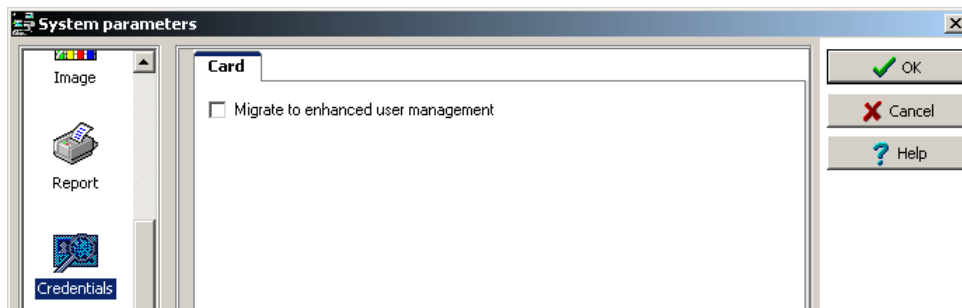 System parameters
Image
Report
Credentials
Card
Migrate to enhanced user management
OK
Cancel
Help